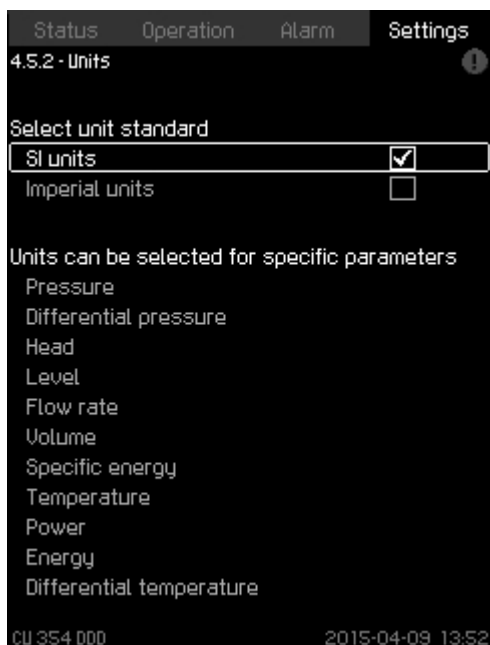 Status Operation Alarm Settings
4.5.2 - Units
Select unit standard
SI units
Imperial units
Units can be selected for specific parameters
Pressure
Differential pressure
Head
Level
Flow rate
Volume
Specific energy
Temperature
Power
Energy
Differential temperature
CU 354 DDD 2015-04-09 13:52